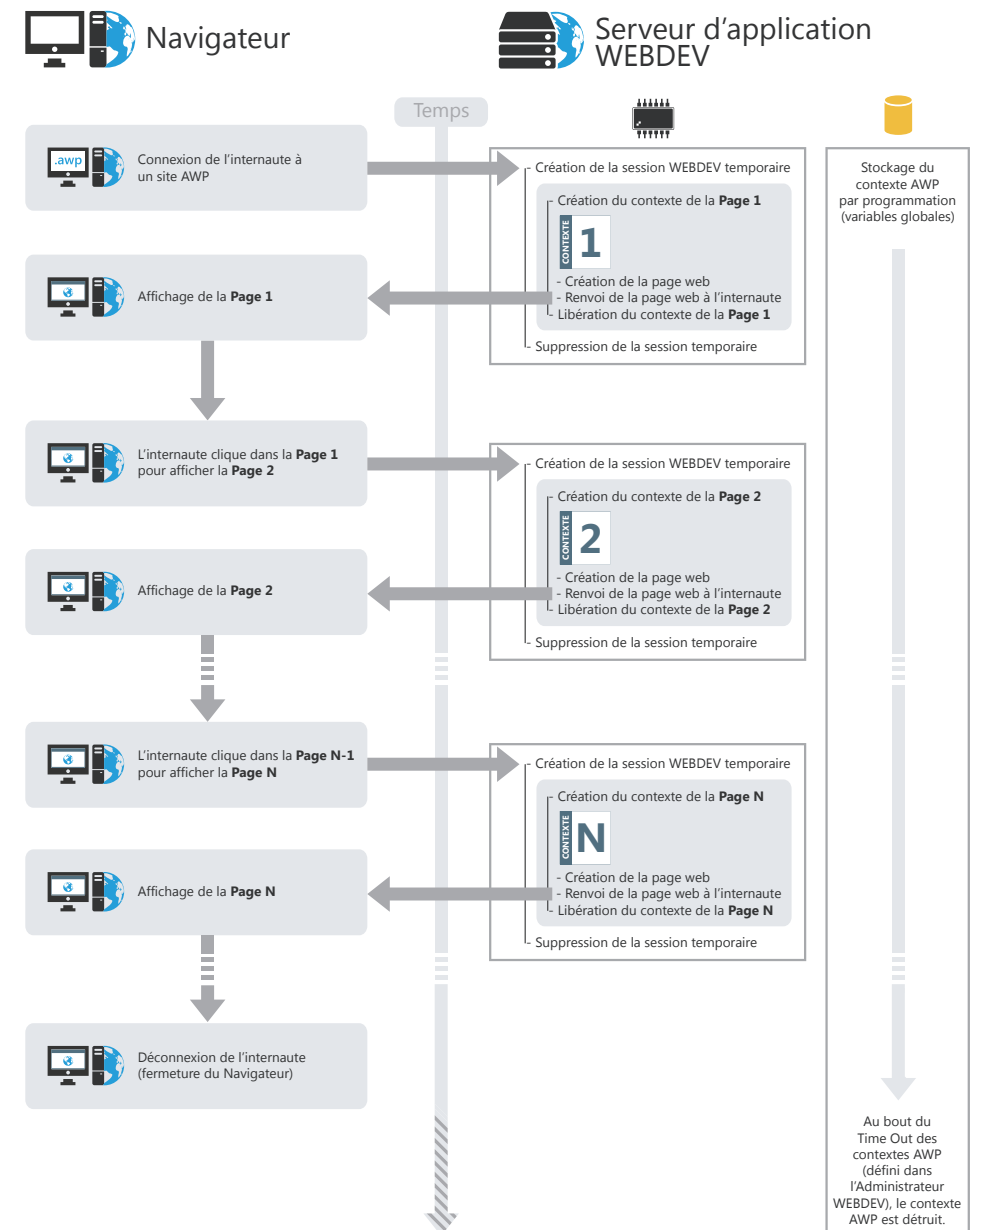 Navigateur
Serveur d'application
WEBDEV
Temps
.awp
Connexion de l'internaute à
un site AWP
- Création de la session WEBDEV temporaire
- Création du contexte de la Page 1
CONTEXTE
1
- Création de la page web
- Renvoi de la page web à l'internaute
- Libération du contexte de la Page 1
- Suppression de la session temporaire
Stockage du
contexte AWP
par programmation
(variables globales)
Affichage de la Page 1
L'internaute clique dans la Page 1
pour afficher la Page 2
- Création de la session WEBDEV temporaire
- Création du contexte de la Page 2
CONTEXTE
2
- Création de la page web
- Renvoi de la page web à l'internaute
- Libération du contexte de la Page 2
- Suppression de la session temporaire
Affichage de la Page 2
L'internaute clique dans la Page N-1
pour afficher la Page N
- Création de la session WEBDEV temporaire
- Création du contexte de la Page N
CONTEXTE
N
- Création de la page web
- Renvoi de la page web à l'internaute
- Libération du contexte de la Page N
- Suppression de la session temporaire
Affichage de la Page N
Déconnexion de l'internaute
(fermeture du Navigateur)
Au bout du
Time Out des
contextes AWP
(défini dans
l'Administrateur
WEBDEV), le contexte
AWP est détruit.